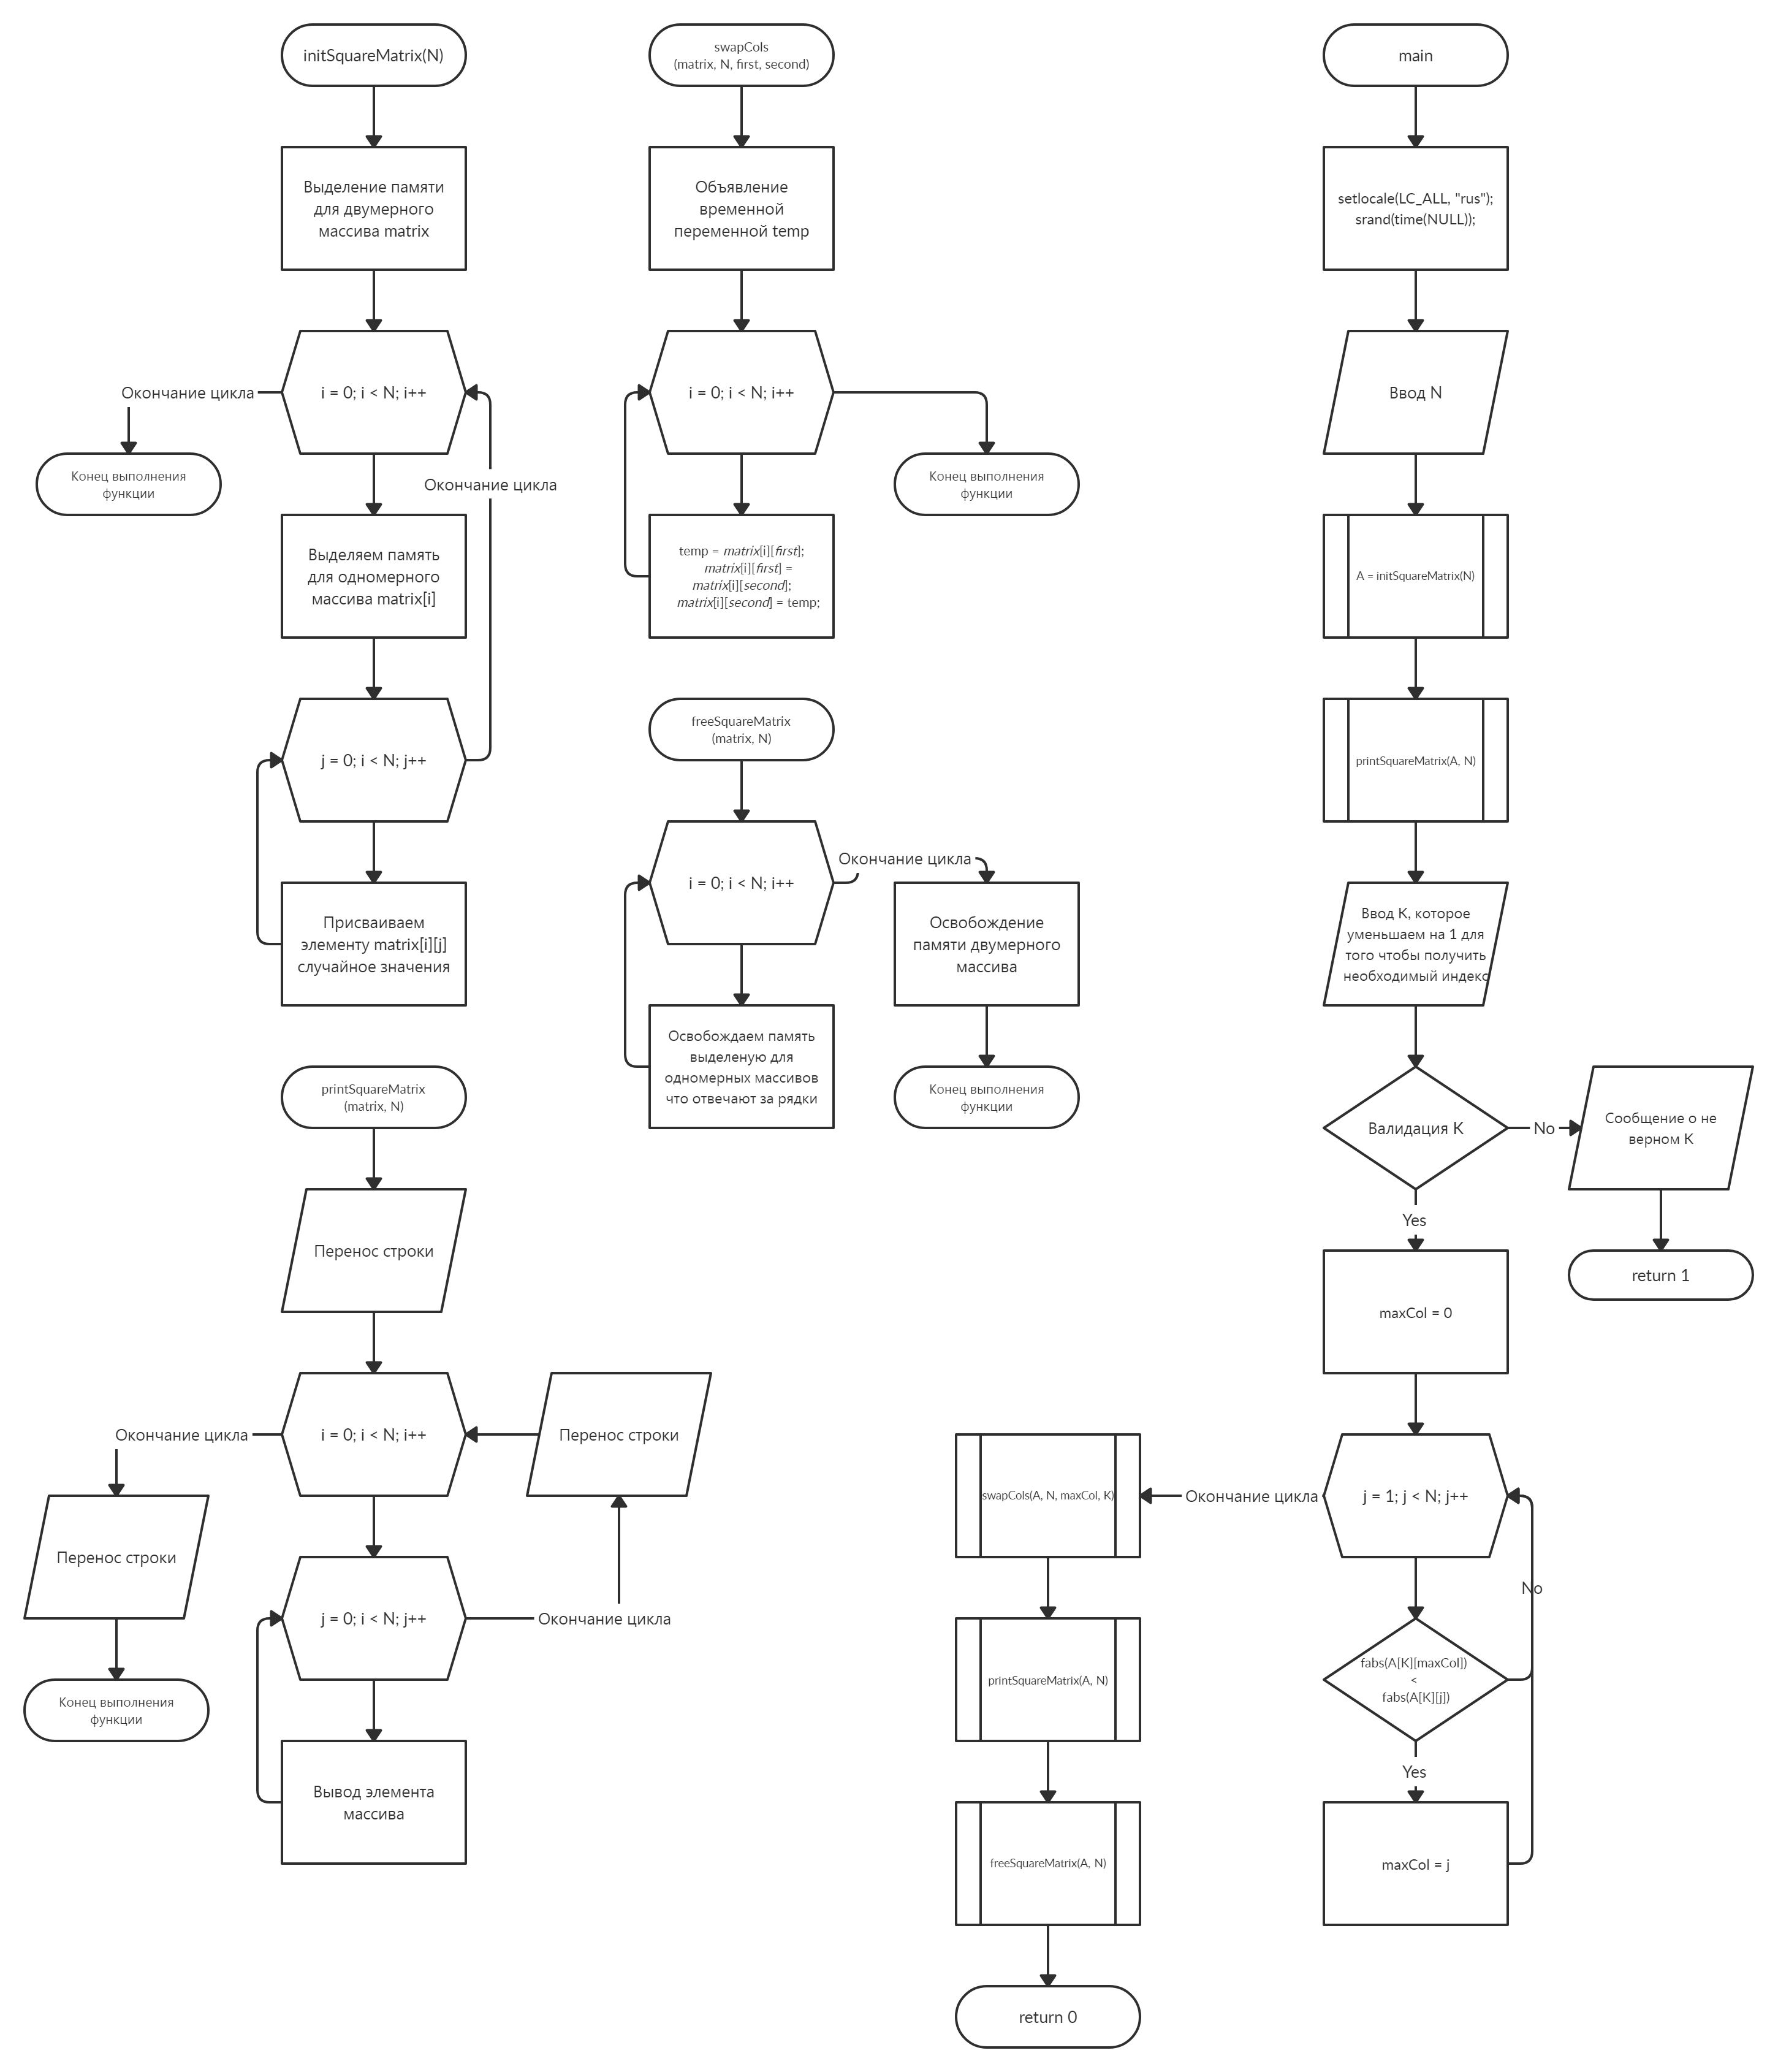 initSquareMatrix(N)
Выделение памяти
для двумерного
массива matrix
i = 0; i < N; i++
Окончание цикла
Конец выполнения
функции
Окончание цикла
Выделяем память
для одномерного
массива matrix[i]
j = 0; i < N; j++
Присваиваем
элементу matrix[i][j]
случайное значения
printSquareMatrix
(matrix, N)
Перенос строки
i = 0; i < N; i++
Окончание цикла
Перенос строки
Перенос строки
Конец выполнения
функции
j = 0; i < N; j++
Окончание цикла
Вывод элемента
массива
swapCols
(matrix, N, first, second)
Объявление
временной
переменной temp
i = 0; i < N; i++
Конец выполнения
функции
temp = matrix[i][first];
matrix[i][first] =
matrix[i][second];
matrix[i][second] = temp;
freeSquareMatrix
(matrix, N)
i = 0; i < N; i++
Окончание цикла
Освобождение
памяти двумерного
массива
Освобождаем память
выделеную для
одномерных массивов
что отвечают за рядки
Конец выполнения
функции
main
setlocale(LC_ALL, "rus");
srand(time(NULL));
Ввод N
A = initSquareMatrix(N)
printSquareMatrix(A, N)
Ввод K, которое
уменьшаем на 1 для
того чтобы получить
необходимый индекс
Валидация K
No
Сообщение о не
верном K
return 1
Yes
maxCol = 0
j = 1; j < N; j++
Окончание цикла
No
fabs(A[K][maxCol])
<
fabs(A[K][j])
Yes
maxCol = j
swapCols(A, N, maxCol, K)
printSquareMatrix(A, N)
freeSquareMatrix(A, N)
return 0